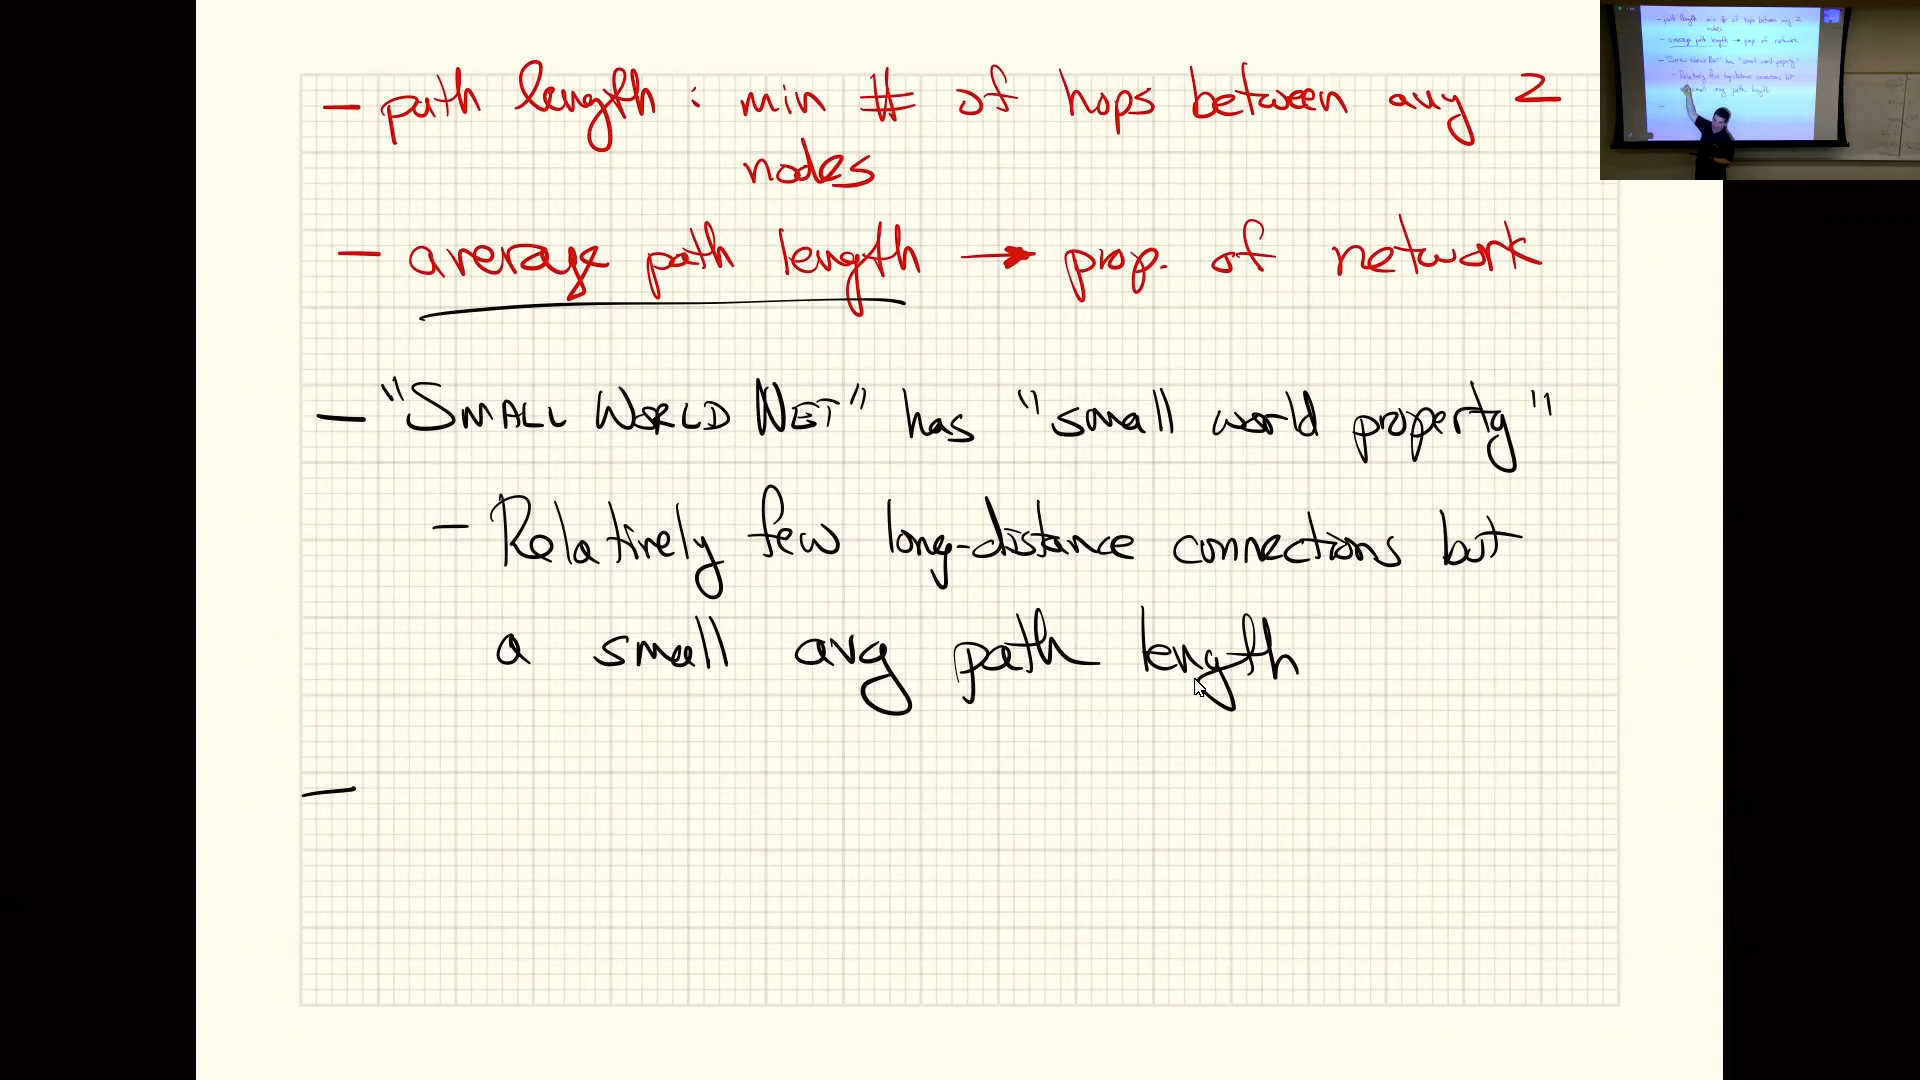 - path length : min # of hops between any 2
nodes
- average path length → prop. of network
- "SMALL WORLD NET" has "small world property"
- Relatively few long-distance connections but
a small avg path length
-